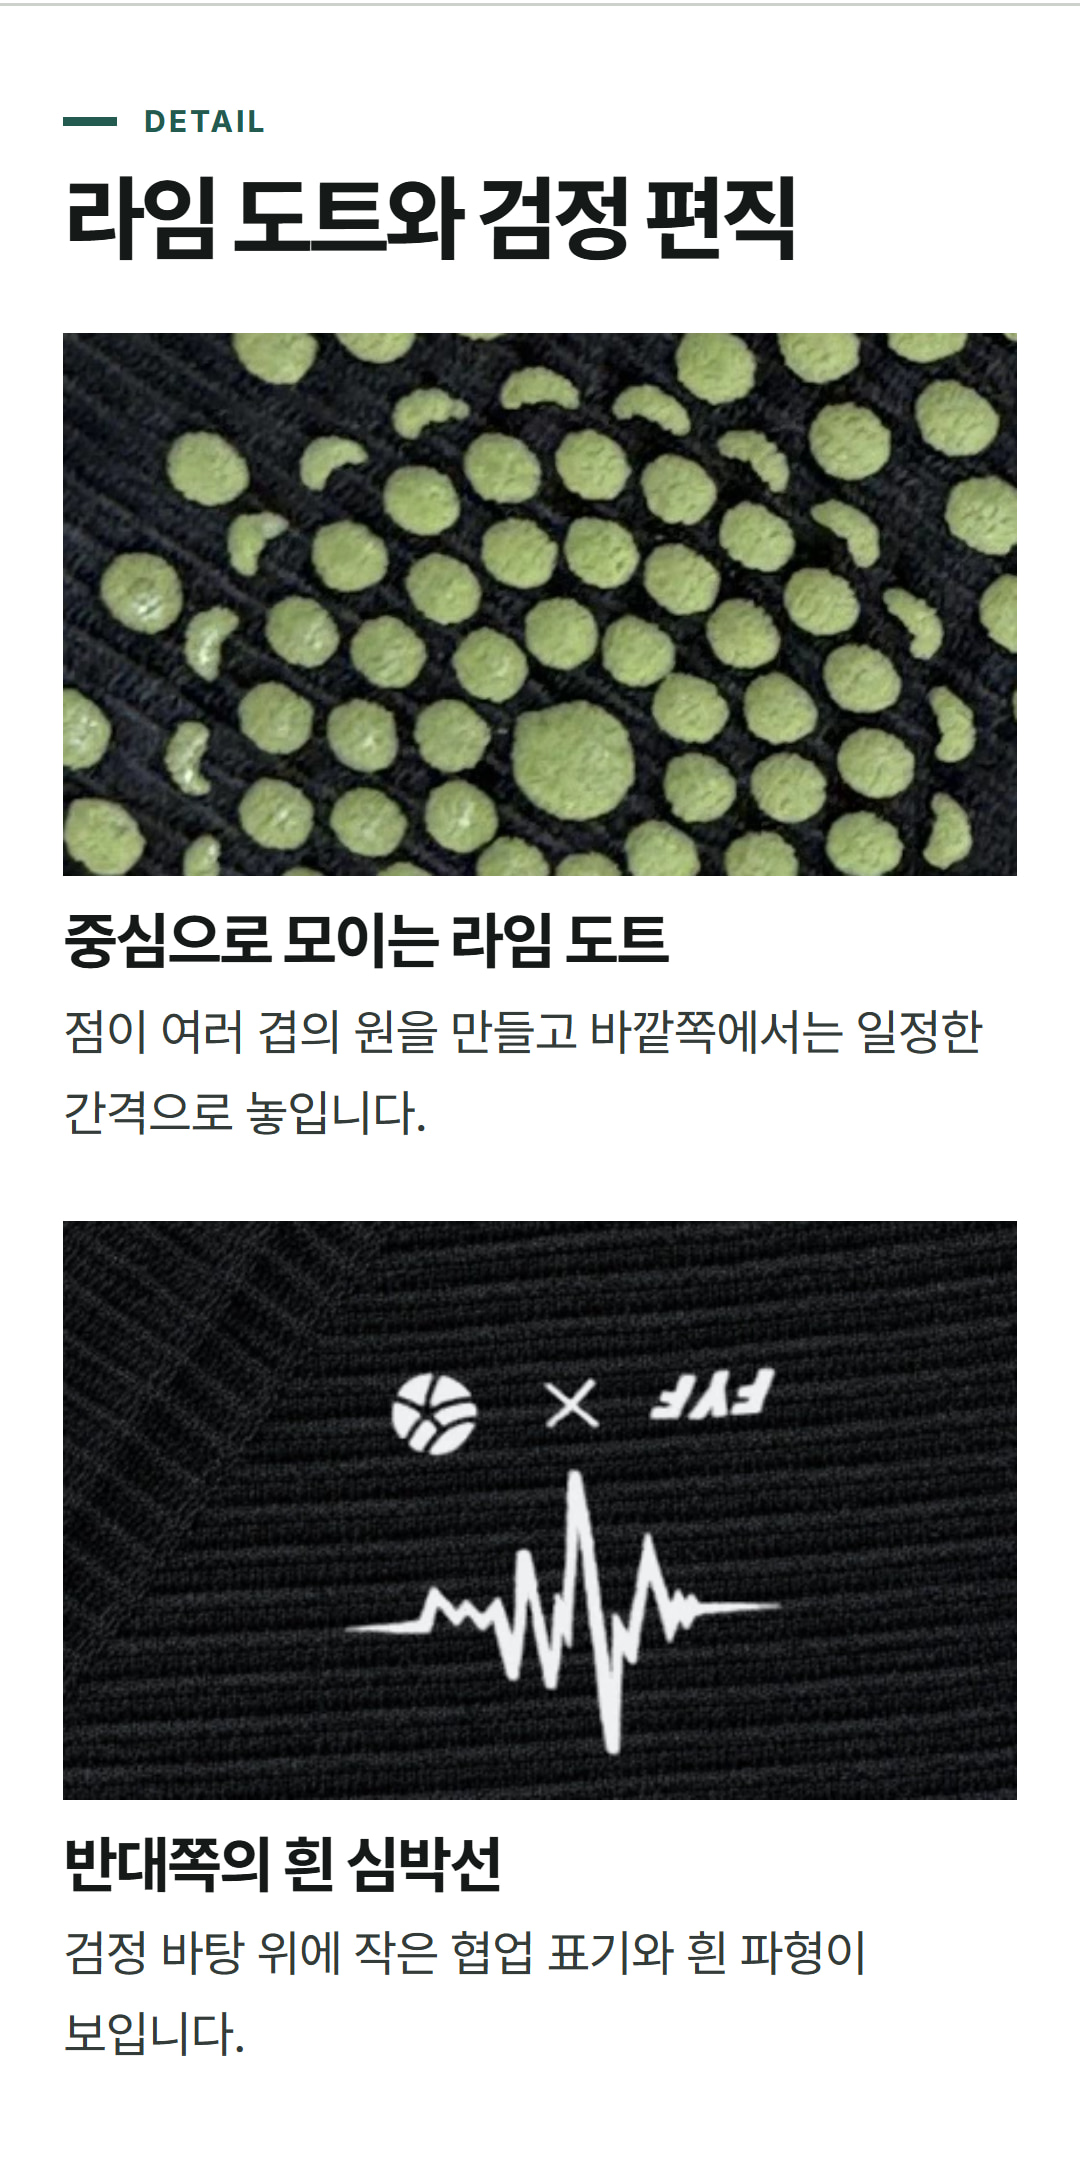 DETAIL
라임 도트와 검정 편직
중심으로 모이는 라임 도트
점이 여러 겹의 원을 만들고 바깥쪽에서는 일정한
간격으로 놓입니다.
FYF
반대쪽의 흰 심박선
검정 바탕 위에 작은 협업 표기와 흰 파형이
보입니다.